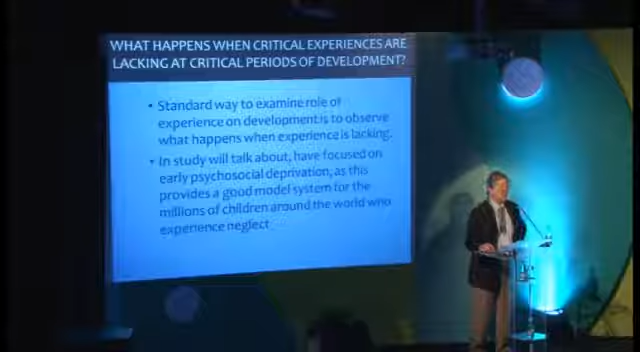 WHAT HAPPENS WHEN CRITICAL EXPERIENCES ARE
LACKING AT CRITICAL PERIODS OF DEVELOPMENT?
• Standard way to examine role of
experience on development is to observe
what happens when experience is lacking.
• In study will talk about, have focused on
early psychosocial deprivation, as this
provides a good model system for the
millions of children around the world who
experience neglect